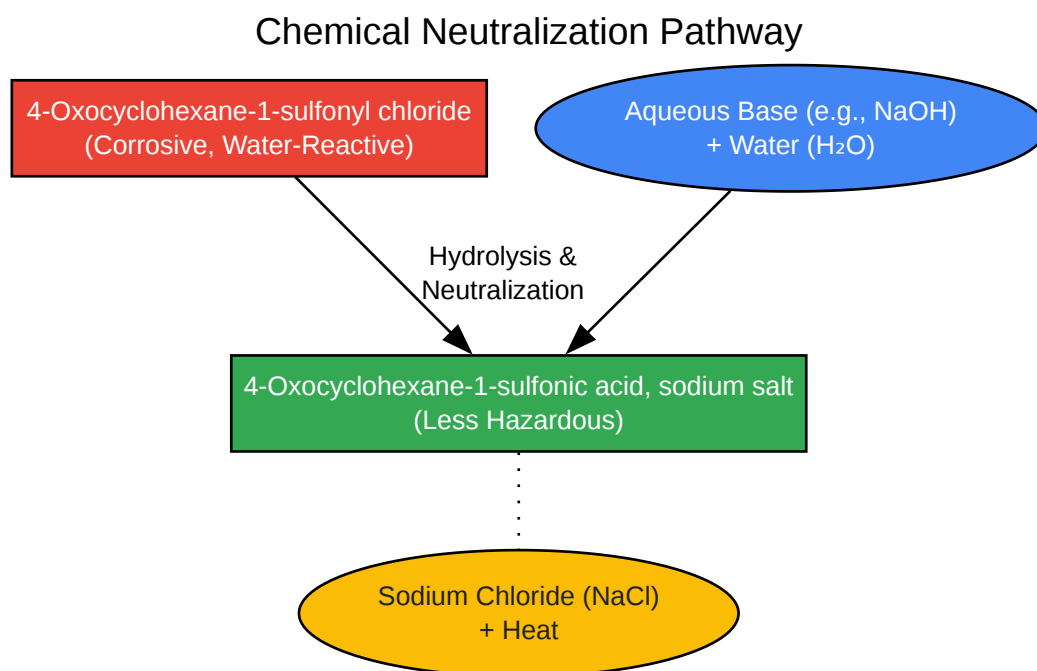 Chemical Neutralization Pathway
4-Oxocyclohexane-1-sulfonyl chloride
(Corrosive, Water-Reactive)
Aqueous Base (e.g., NaOH)
+ Water (H₂O)
Hydrolysis &
Neutralization
4-Oxocyclohexane-1-sulfonic acid, sodium salt
(Less Hazardous)
Sodium Chloride (NaCl)
+ Heat